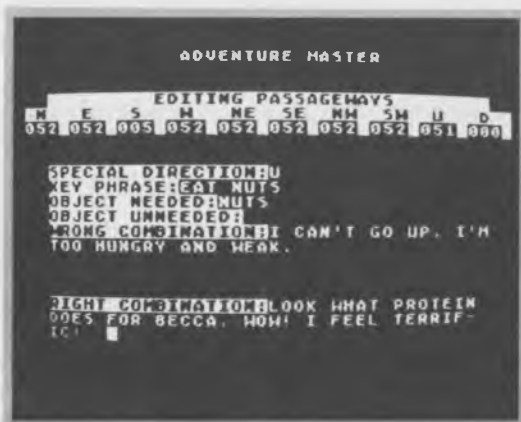 ADVENTURE MASTER
EDITING PASSAGEWAYS
N E S W NE SE NW SW U D
052 052 005 052 052 052 052 052 051 000
SPECIAL DIRECTION:U
KEY PHRASE:EAT NUTS
OBJECT NEEDED:NUTS
OBJECT UNNEEDED:
WRONG COMBINATION:I CAN'T GO UP. I'M
TOO HUNGRY AND WEAK.
RIGHT COMBINATION:LOOK WHAT PROTEIN
DOES FOR BECCA. WOW! I FEEL TERRIF-
IC!